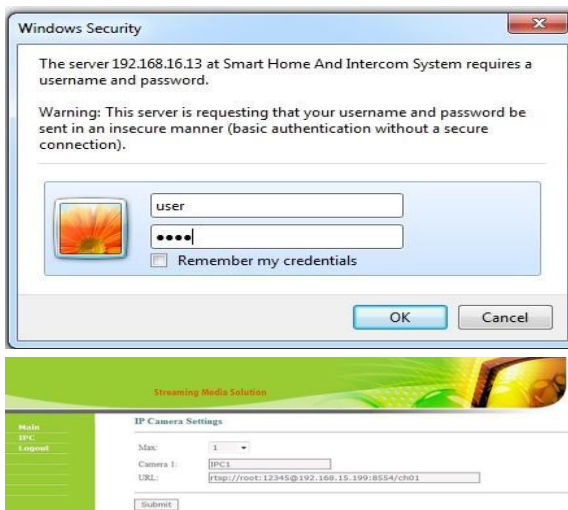 Windows Security
The server 192.168.16.13 at Smart Home And Intercom System requires a
username and password.
Warning: This server is requesting that your username and password be
sent in an insecure manner (basic authentication without a secure
connection).
user
••••
Remember my credentials
OK
Cancel
Streaming Media Solution
Main
IPC
Logout
IP Camera Settings
Max: 1
Camera 1: IPC1
URL: rtsp://root:12345@192.168.15.199:8554/ch01
Submit